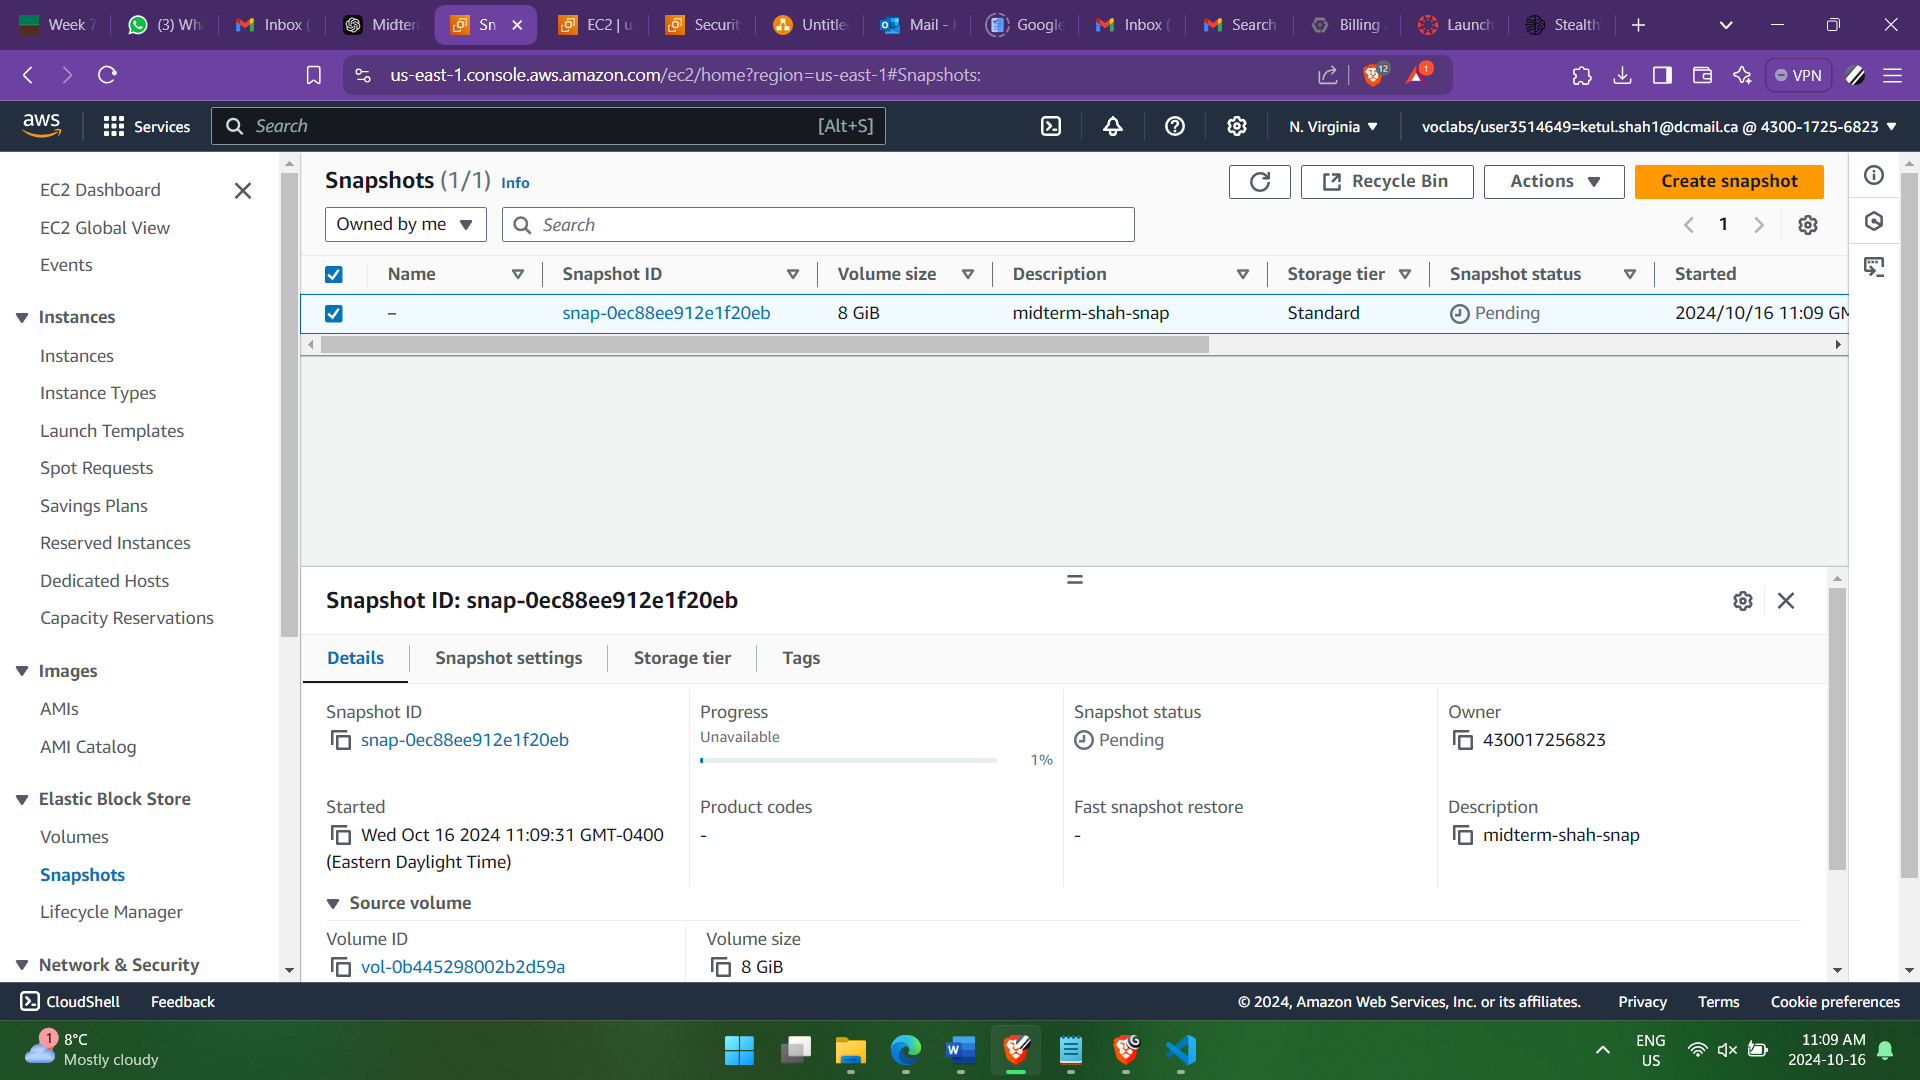 Week 7
(3) Wha
Inbox (
Midterm
Sn
EC2 | u
Securit
Untitle
Mail -
Google
Inbox (
Search
Billing
Launch
Stealth
us-east-1.console.aws.amazon.com/ec2/home?region=us-east-1#Snapshots:
12
1
VPN
aws
Services
Search
[Alt+S]
N. Virginia
voclabs/user3514649=ketul.shah1@dcmail.ca @ 4300-1725-6823
EC2 Dashboard
EC2 Global View
Events
Instances
Instances
Instance Types
Launch Templates
Spot Requests
Savings Plans
Reserved Instances
Dedicated Hosts
Capacity Reservations
Images
AMIs
AMI Catalog
Elastic Block Store
Volumes
Snapshots
Lifecycle Manager
Network & Security
Snapshots (1/1) Info
Recycle Bin
Actions
Create snapshot
Owned by me
Search
1
Name
Snapshot ID
Volume size
Description
Storage tier
Snapshot status
Started
–
snap-0ec88ee912e1f20eb
8 GiB
midterm-shah-snap
Standard
Pending
2024/10/16 11:09 GM
Snapshot ID: snap-0ec88ee912e1f20eb
Details
Snapshot settings
Storage tier
Tags
Snapshot ID
snap-0ec88ee912e1f20eb
Progress
Unavailable
1%
Snapshot status
Pending
Owner
430017256823
Started
Wed Oct 16 2024 11:09:31 GMT-0400
(Eastern Daylight Time)
Product codes
-
Fast snapshot restore
-
Description
midterm-shah-snap
Source volume
Volume ID
vol-0b445298002b2d59a
Volume size
8 GiB
CloudShell
Feedback
© 2024, Amazon Web Services, Inc. or its affiliates.
Privacy
Terms
Cookie preferences
1
8°C
Mostly cloudy
ENG
US
11:09 AM
2024-10-16